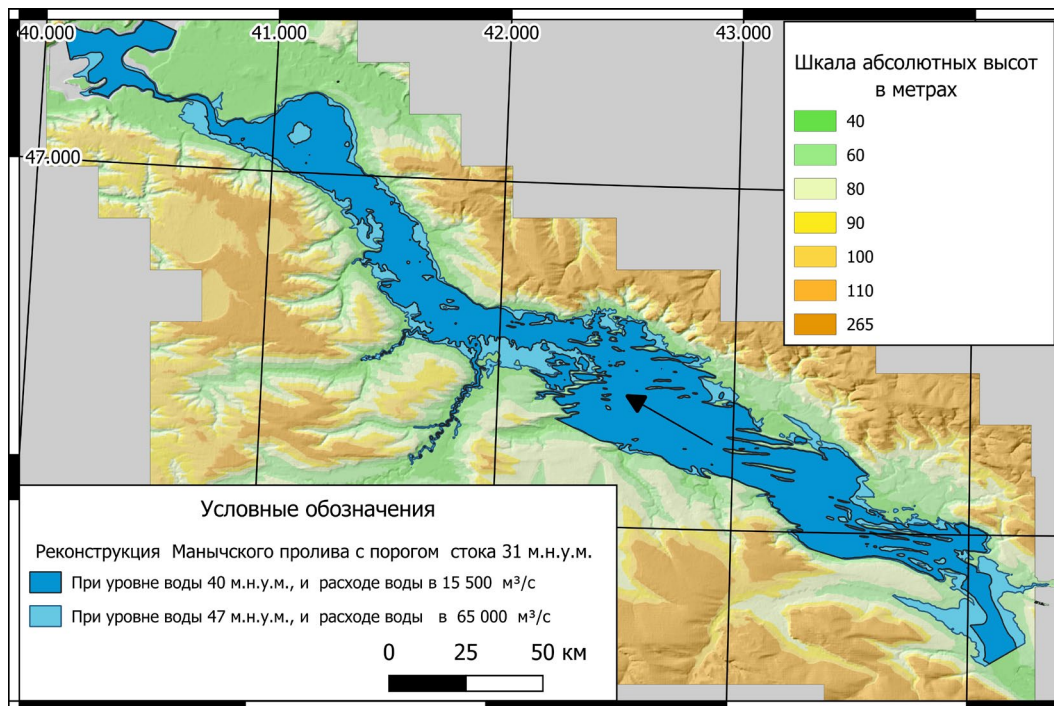 40.000 41.000 42.000 43.000
47.000
Шкала абсолютных высот
в метрах
40
60
80
90
100
110
265
Условные обозначения
Реконструкция Манычского пролива с порогом стока 31 м.н.у.м.
При уровне воды 40 м.н.у.м., и расходе воды в 15 500 м³/с
При уровне воды 47 м.н.у.м., и расходе воды в 65 000 м³/с
0 25 50 км